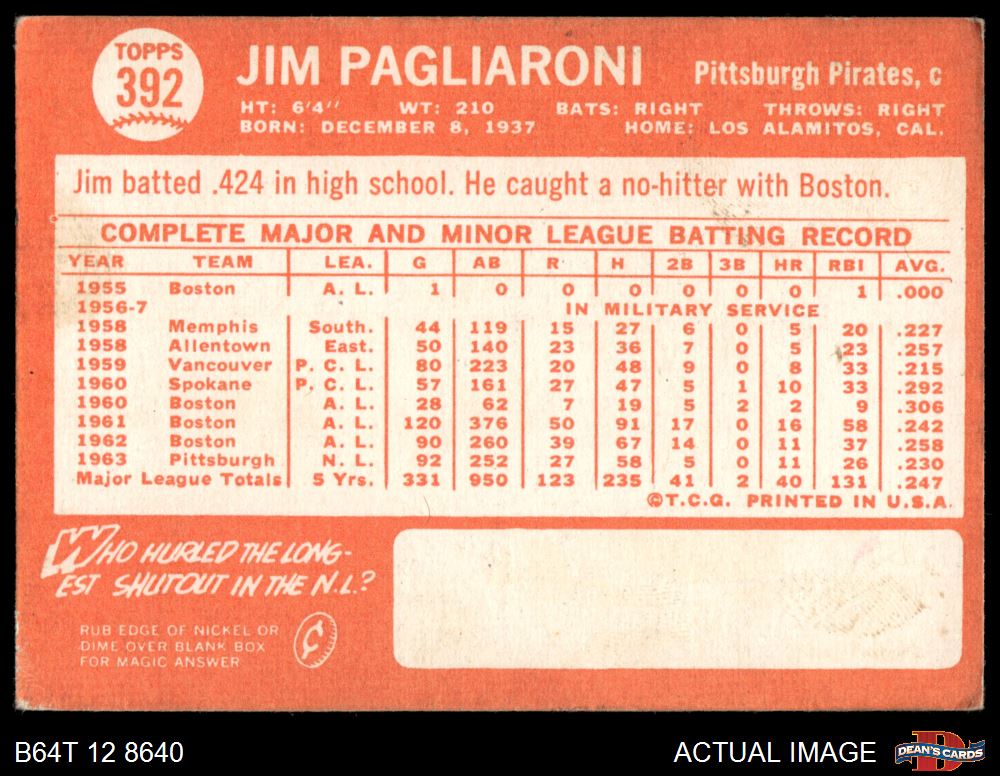 TOPPS
392
JIM PAGLIARONI
Pittsburgh Pirates, c
HT: 6'4" WT: 210 BATS: RIGHT THROWS: RIGHT
BORN: DECEMBER 8, 1937 HOME: LOS ALAMITOS, CAL.
Jim batted .424 in high school. He caught a no-hitter with Boston.
COMPLETE MAJOR AND MINOR LEAGUE BATTING RECORD
YEAR TEAM LEA. G AB R H 2B 3B HR RBI AVG.
1955 Boston A. L. 1 0 0 0 0 0 0 1 .000
1956-7 IN MILITARY SERVICE
1958 Memphis South. 44 119 15 27 6 0 5 20 .227
1958 Allentown East. 50 140 23 36 7 0 5 23 .257
1959 Vancouver P. C. L. 80 223 20 48 9 0 8 33 .215
1960 Spokane P. C. L. 57 161 27 47 5 1 10 33 .292
1960 Boston A. L. 28 62 7 19 5 2 2 9 .306
1961 Boston A. L. 120 376 50 91 17 0 16 58 .242
1962 Boston A. L. 90 260 39 67 14 0 11 37 .258
1963 Pittsburgh N. L. 92 252 27 58 5 0 11 26 .230
Major League Totals 5 Yrs. 331 950 123 235 41 2 40 131 .247
©T.C.G. PRINTED IN U.S.A.
WHO HURLED THE LONG-
EST SHUTOUT IN THE N.L.?
RUB EDGE OF NICKEL OR
DIME OVER BLANK BOX
FOR MAGIC ANSWER
¢
B64T 12 8640
ACTUAL IMAGE
D
DEAN'S CARDS